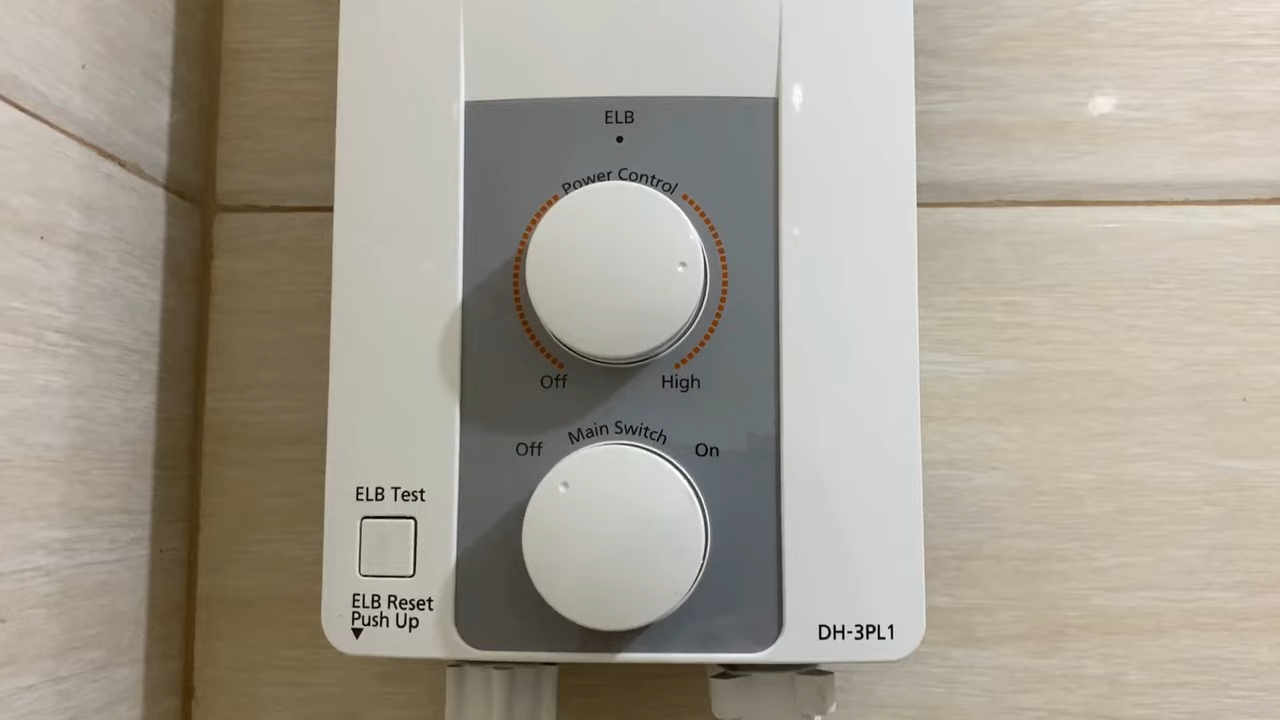 ELB
Power Control
Off
High
Main Switch
Off
On
ELB Test
ELB Reset
Push Up
DH-3PL1